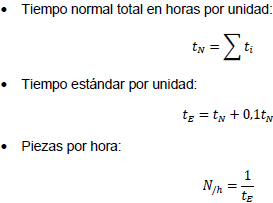 • Tiempo normal total en horas por unidad:
t_N = ∑ t_i
• Tiempo estándar por unidad:
t_E = t_N + 0,1t_N
• Piezas por hora:
N/h = 1/t_E